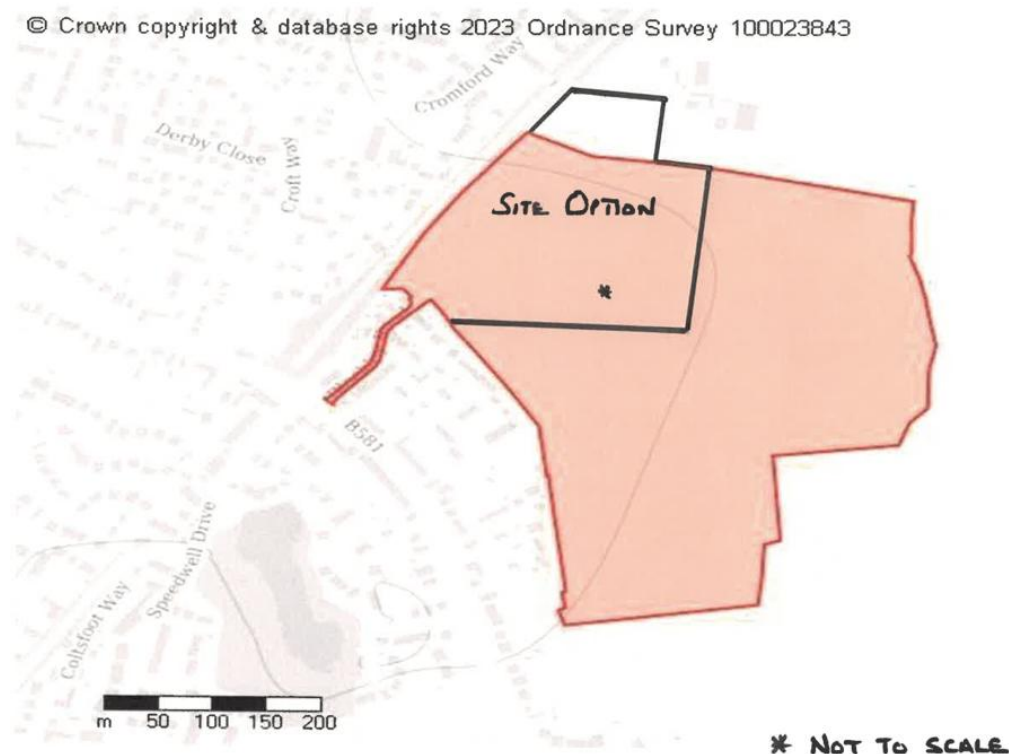 © Crown copyright & database rights 2023 Ordnance Survey 100023843
Cromford Way
Derby Close
Croft Way
SITE OPTION
*
B581
Speedwell Drive
Coltsfoot Way
m 50 100 150 200
* NOT TO SCALE